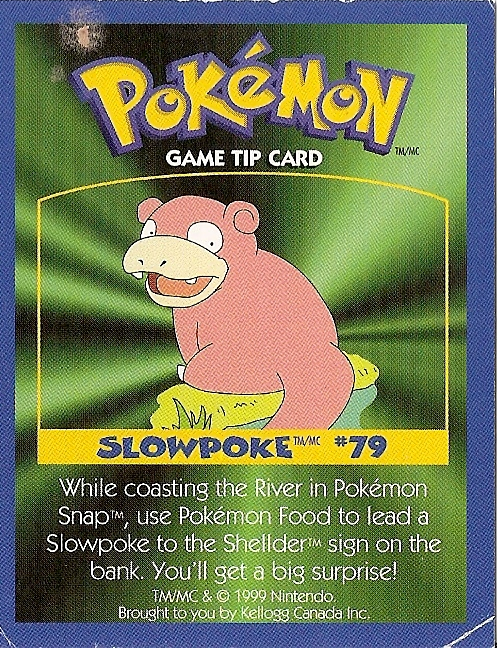 POKÉMON
TM/MC
GAME TIP CARD
SLOWPOKE TM/MC #79
While coasting the River in Pokémon
Snap™, use Pokémon Food to lead a
Slowpoke to the Shellder™ sign on the
bank. You'll get a big surprise!
TM/MC & © 1999 Nintendo.
Brought to you by Kellogg Canada Inc.